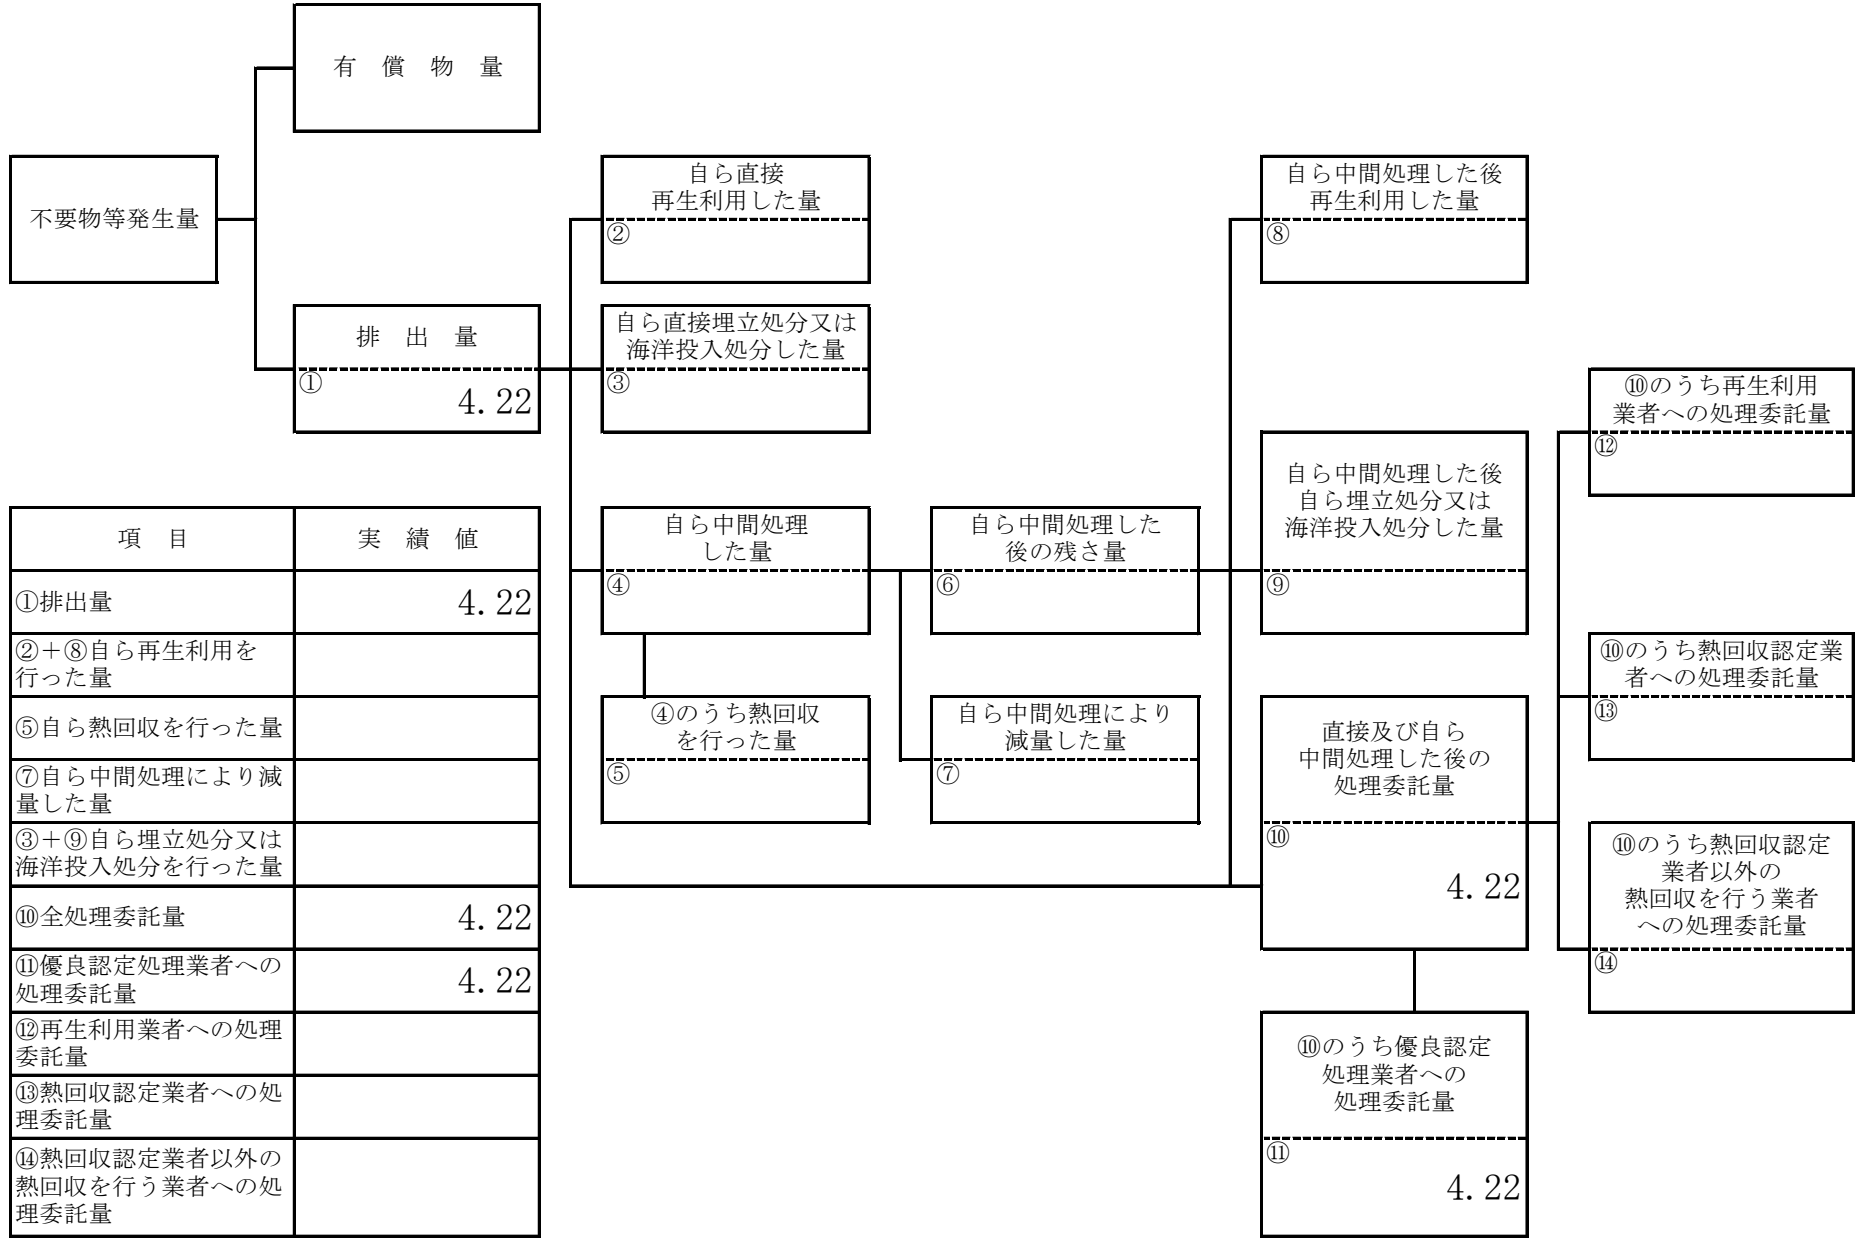 有償物量
不要物等発生量
排出量
①
4.22
自ら直接
再生利用した量
②
自ら直接埋立処分又は
海洋投入処分した量
③
自ら中間処理
した量
④
④のうち熱回収
を行った量
⑤
自ら中間処理した
後の残さ量
⑥
自ら中間処理により
減量した量
⑦
自ら中間処理した後
再生利用した量
⑧
自ら中間処理した後
自ら埋立処分又は
海洋投入処分した量
⑨
直接及び自ら
中間処理した後の
処理委託量
⑩
4.22
⑩のうち優良認定
処理業者への
処理委託量
⑪
4.22
⑩のうち再生利用
業者への処理委託量
⑫
⑩のうち熱回収認定業
者への処理委託量
⑬
⑩のうち熱回収認定
業者以外の
熱回収を行う業者
への処理委託量
⑭
項目 実績値
①排出量 4.22
②＋⑧自ら再生利用を
行った量
⑤自ら熱回収を行った量
⑦自ら中間処理により減
量した量
③＋⑨自ら埋立処分又は
海洋投入処分を行った量
⑩全処理委託量 4.22
⑪優良認定処理業者への
処理委託量 4.22
⑫再生利用業者への処理
委託量
⑬熱回収認定業者への処
理委託量
⑭熱回収認定業者以外の
熱回収を行う業者への処
理委託量